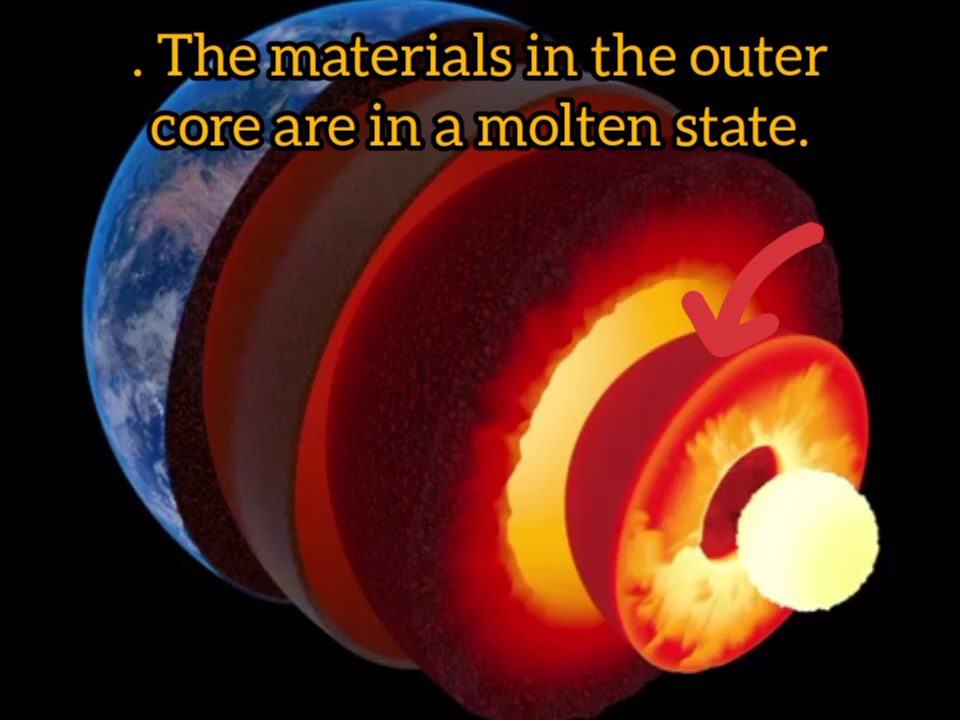 . The materials in the outer
core are in a molten state.